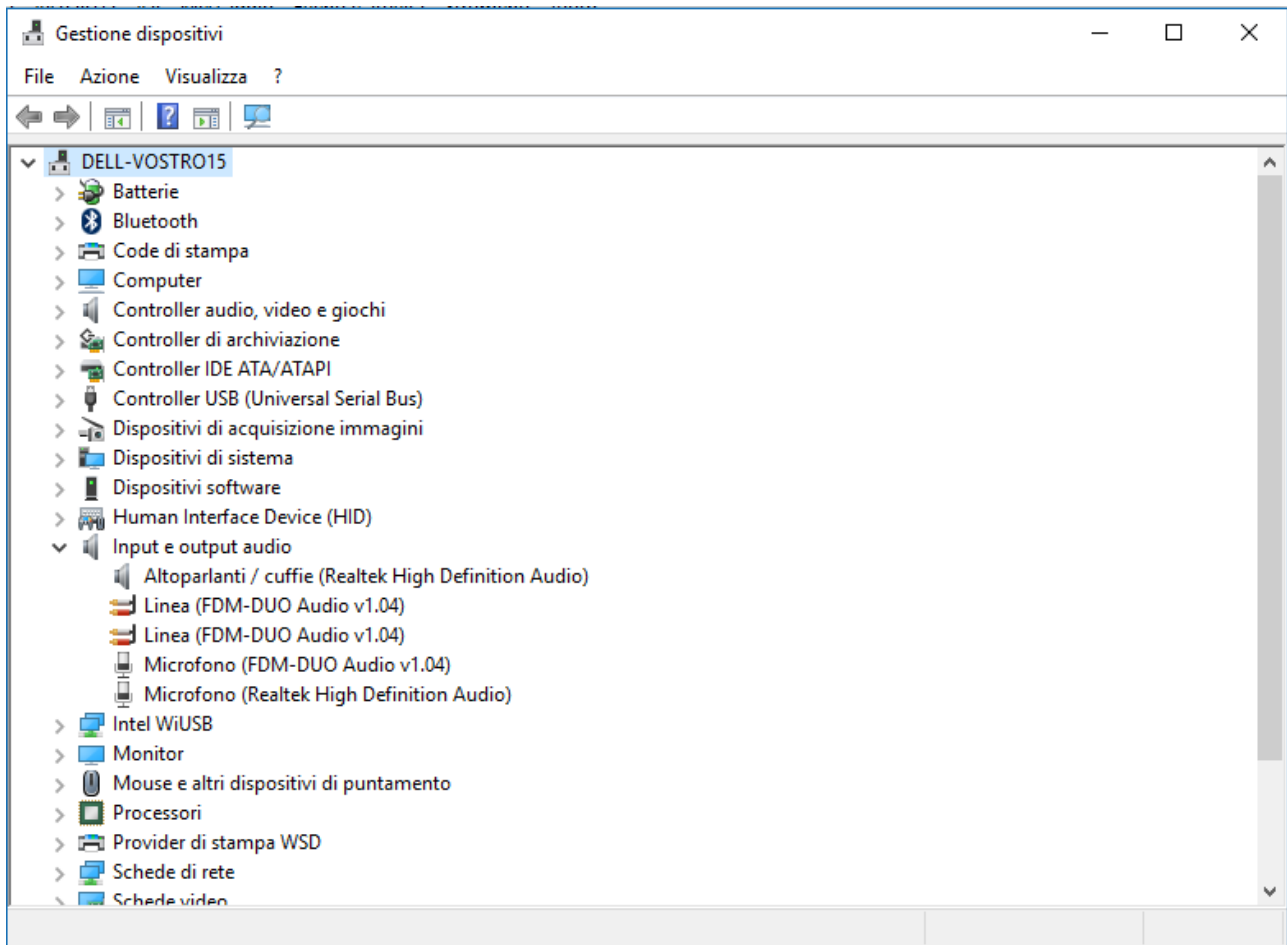 Gestione dispositivi
File Azione Visualizza ?
DELL-VOSTRO15
Batterie
Bluetooth
Code di stampa
Computer
Controller audio, video e giochi
Controller di archiviazione
Controller IDE ATA/ATAPI
Controller USB (Universal Serial Bus)
Dispositivi di acquisizione immagini
Dispositivi di sistema
Dispositivi software
Human Interface Device (HID)
Input e output audio
Altoparlanti / cuffie (Realtek High Definition Audio)
Linea (FDM-DUO Audio v1.04)
Linea (FDM-DUO Audio v1.04)
Microfono (FDM-DUO Audio v1.04)
Microfono (Realtek High Definition Audio)
Intel WiUSB
Monitor
Mouse e altri dispositivi di puntamento
Processori
Provider di stampa WSD
Schede di rete
Schede video